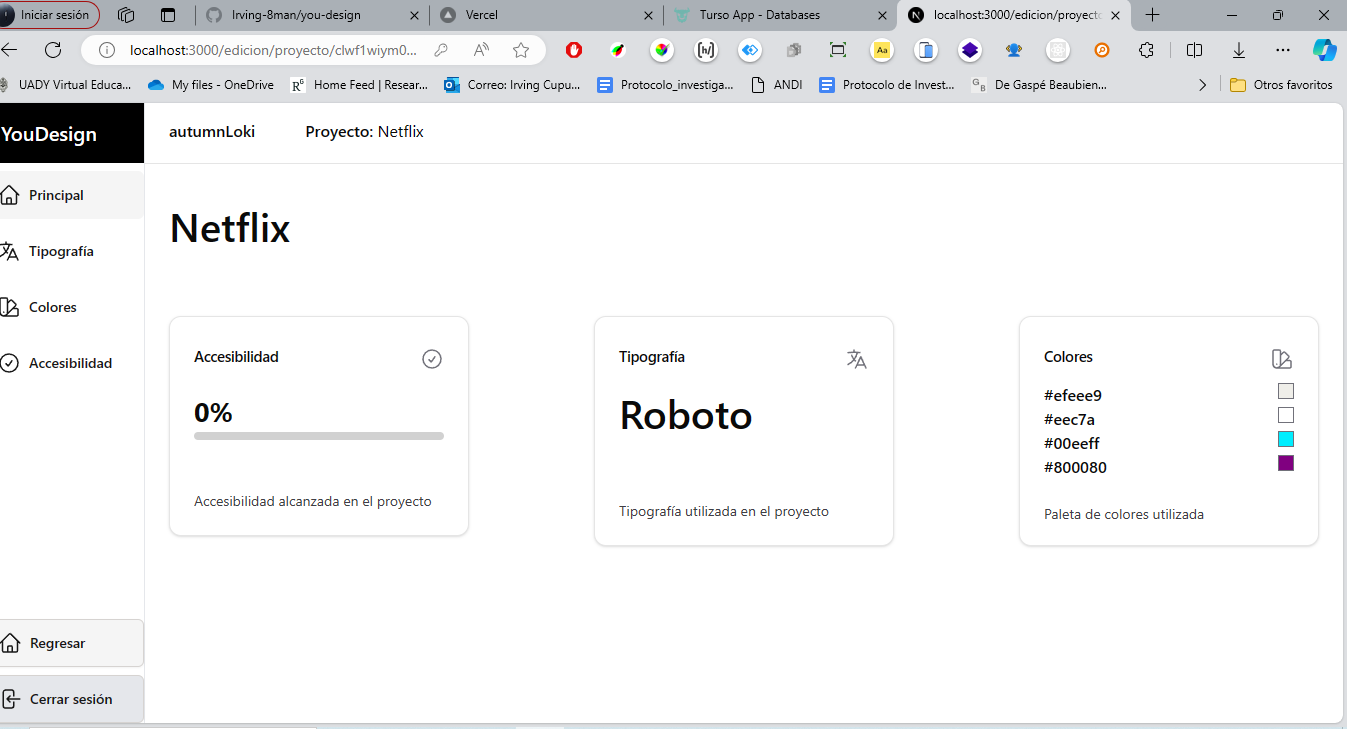 Iniciar sesión
Irving-8man/you-design
Vercel
Turso App - Databases
localhost:3000/edicion/proyecto
localhost:3000/edicion/proyecto/clwf1wiym0...
UADY Virtual Educa...
My files - OneDrive
Home Feed | Resear...
Correo: Irving Cupu...
Protocolo_investiga...
ANDI
Protocolo de Invest...
De Gaspé Beaubien...
Otros favoritos
YouDesign
autumnLoki
Proyecto: Netflix
Principal
Tipografía
Colores
Accesibilidad
Netflix
Accesibilidad
0%
Accesibilidad alcanzada en el proyecto
Tipografía
Roboto
Tipografía utilizada en el proyecto
Colores
#efeee9
#eec7a
#00eeff
#800080
Paleta de colores utilizada
Regresar
Cerrar sesión